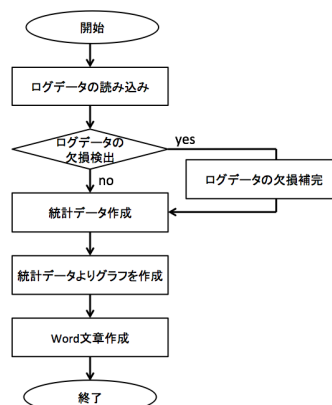 開始
ログデータの読み込み
ログデータの
欠損検出
yes
no
ログデータの欠損補完
統計データ作成
統計データよりグラフを作成
Word文章作成
終了